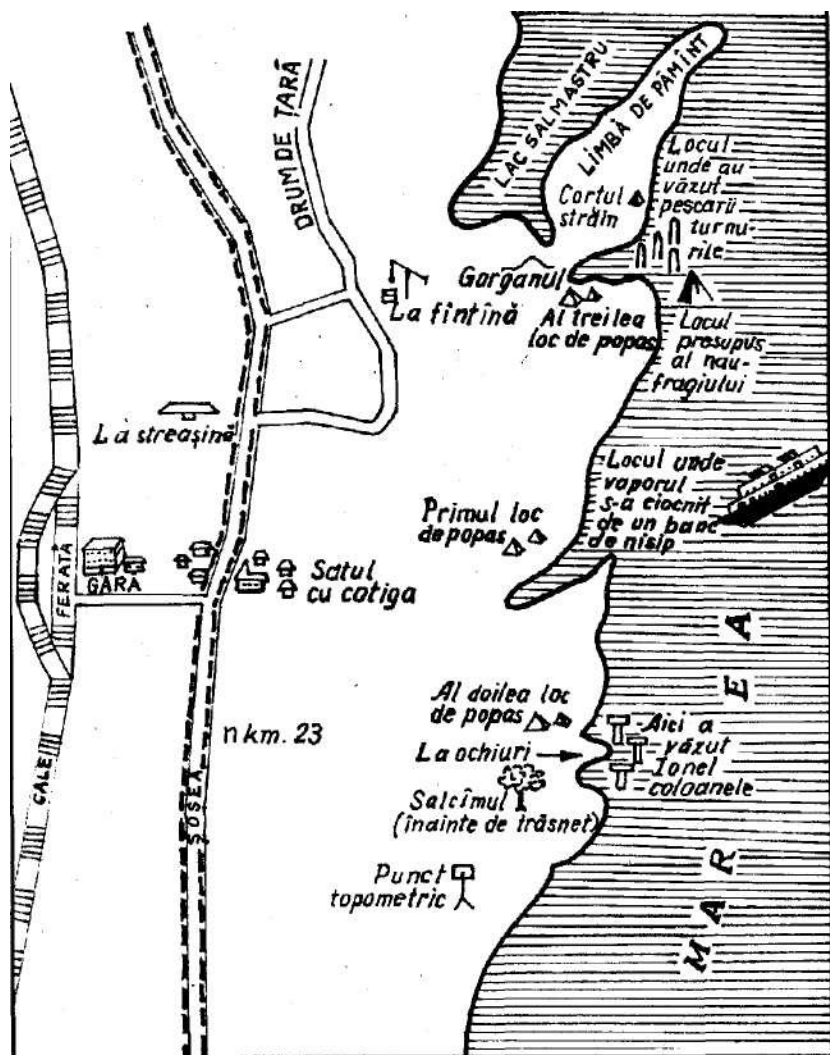 LAC SALMASTRU
LIMBĂ DE PĂMÎNT
DRUM DE ŢARĂ
Locul
unde au
văzut
pescarii
turnu-
rile
Cortul
străin
Gorganul
La fîntînă
Al treilea
loc de popas
Locul
presupus
al nau-
fragiului
La streaşină
Locul unde
vaporul
s-a ciocnit
de un banc
de nisip
Primul loc
de popas
GARA
Satul
cu cotiga
CALE FERATĂ
ŞOSEA
n km. 23
Al doilea loc
de popas
La ochiuri
Aici a
văzut
Ionel
coloanele
Salcîmul
(înainte de trăsnet)
Punct
topometric
MAREA